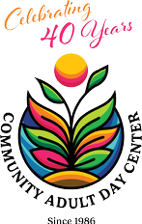 Celebrating
40 Years
COMMUNITY ADULT DAY CENTER
Since 1986